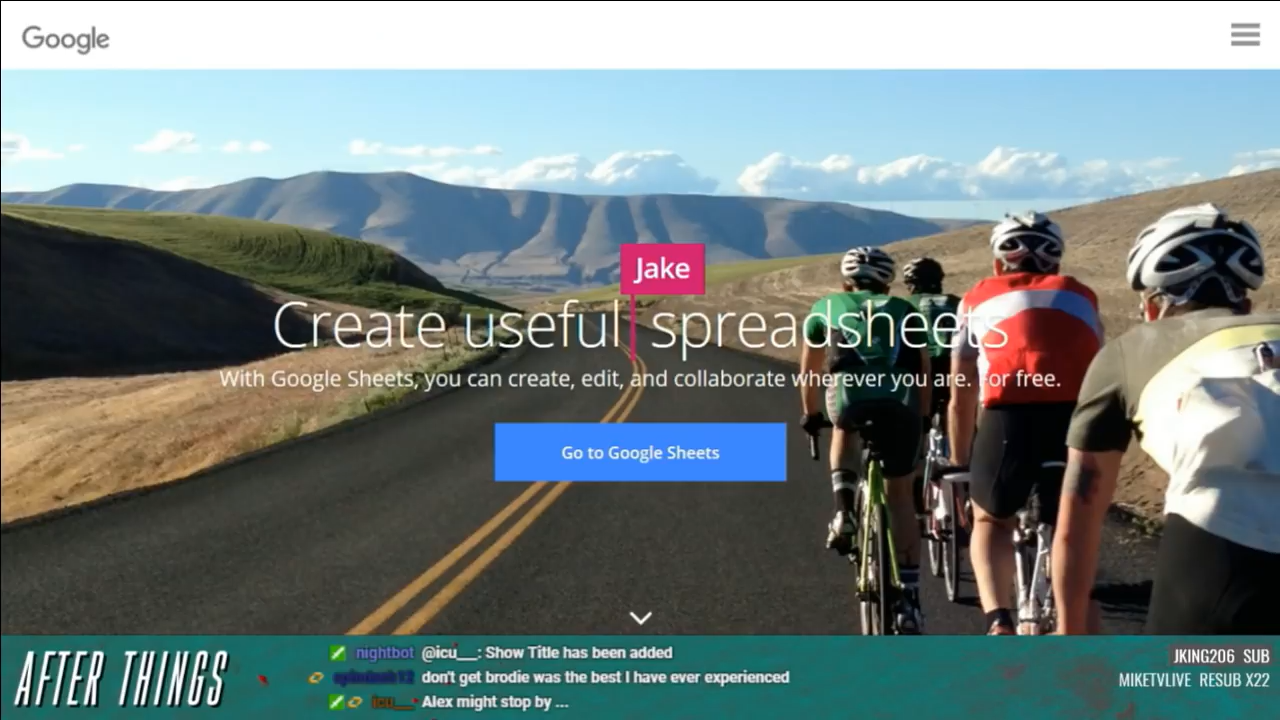 Google
Jake
Create useful spreadsheets
With Google Sheets, you can create, edit, and collaborate wherever you are. For free.
Go to Google Sheets
AFTER THINGS
nightbot @icu__: Show Title has been added
don't get brodie was the best I have ever experienced
icu__ Alex might stop by ...
JKING206 SUB
MIKETVLIVE RESUB X22